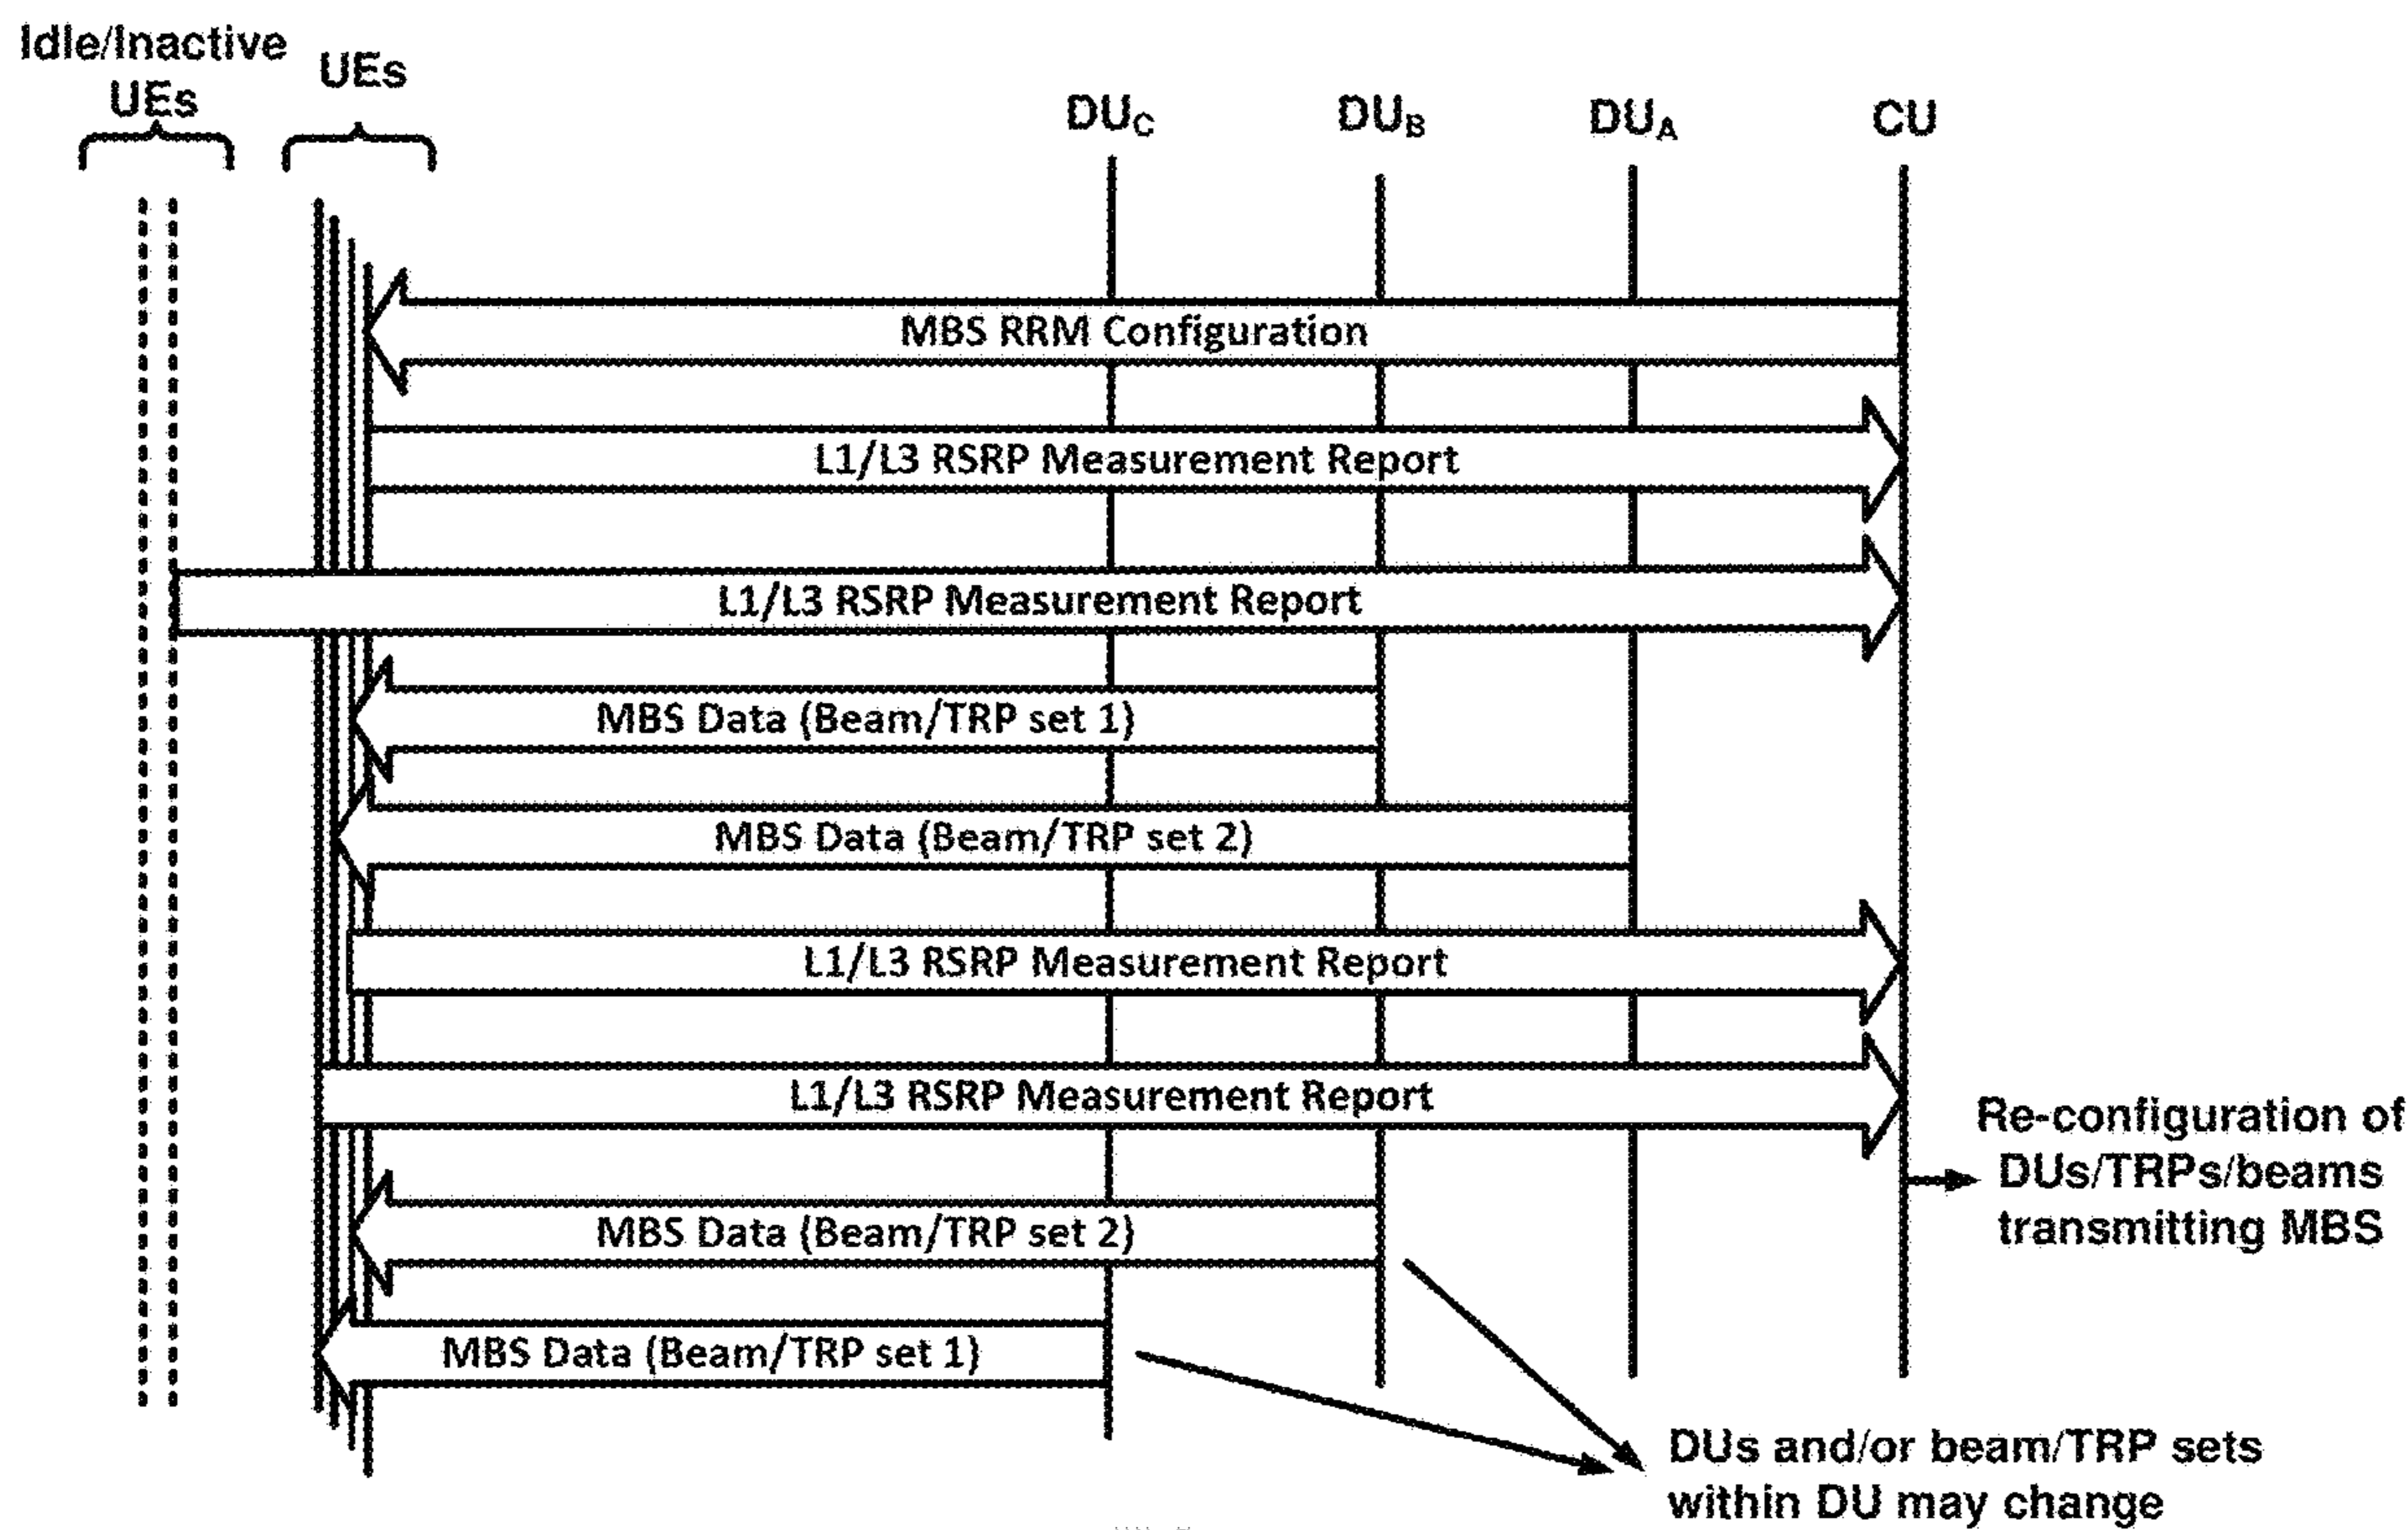 Idle/Inactive
UEs
UEs
DUC
DUB
DUA
CU
MBS RRM Configuration
L1/L3 RSRP Measurement Report
L1/L3 RSRP Measurement Report
MBS Data (Beam/TRP set 1)
MBS Data (Beam/TRP set 2)
L1/L3 RSRP Measurement Report
L1/L3 RSRP Measurement Report
Re-configuration of
DUs/TRPs/beams
transmitting MBS
MBS Data (Beam/TRP set 2)
MBS Data (Beam/TRP set 1)
DUs and/or beam/TRP sets
within DU may change